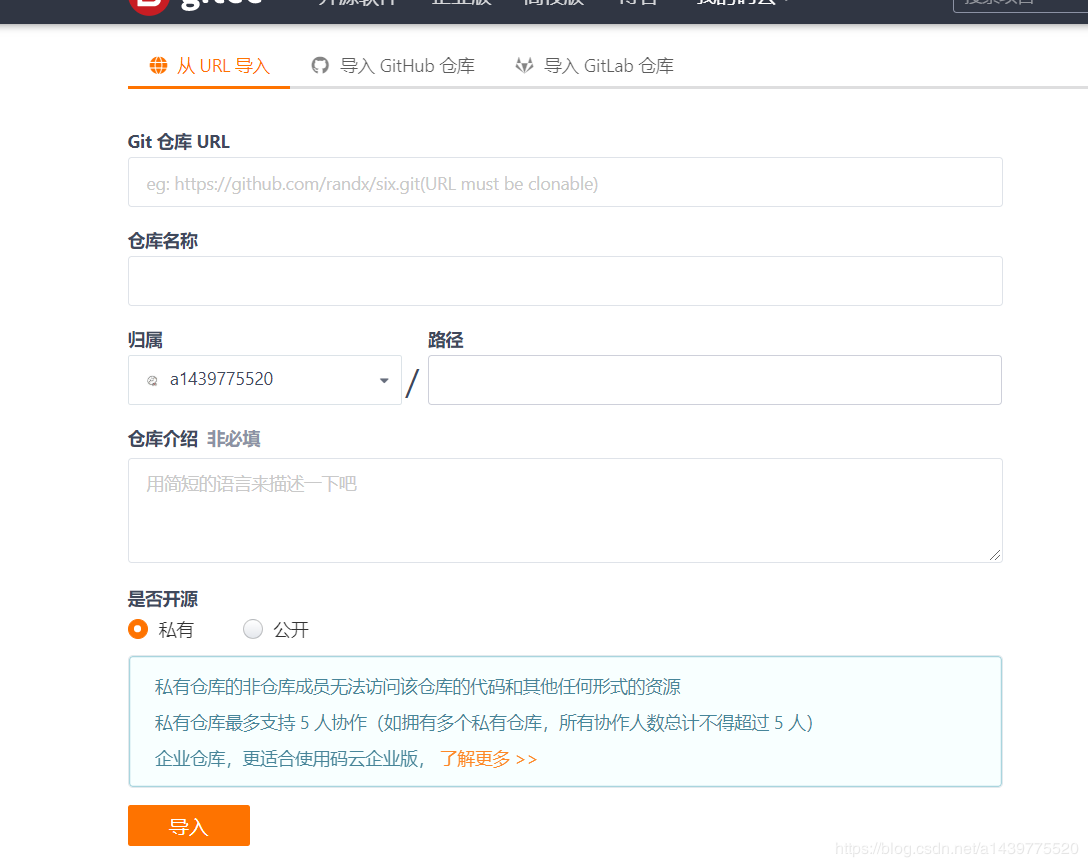 gitee 开源软件 企业版 高校版 博客 我的码云 搜索项目
从 URL 导入 导入 GitHub 仓库 导入 GitLab 仓库
Git 仓库 URL
eg: https://github.com/randx/six.git(URL must be clonable)
仓库名称
归属 路径
a1439775520 /
仓库介绍 非必填
用简短的语言来描述一下吧
是否开源
私有 公开
私有仓库的非仓库成员无法访问该仓库的代码和其他任何形式的资源
私有仓库最多支持 5 人协作（如拥有多个私有仓库，所有协作人数总计不得超过 5 人）
企业仓库，更适合使用码云企业版， 了解更多 >>
导入
https://blog.csdn.net/a1439775520